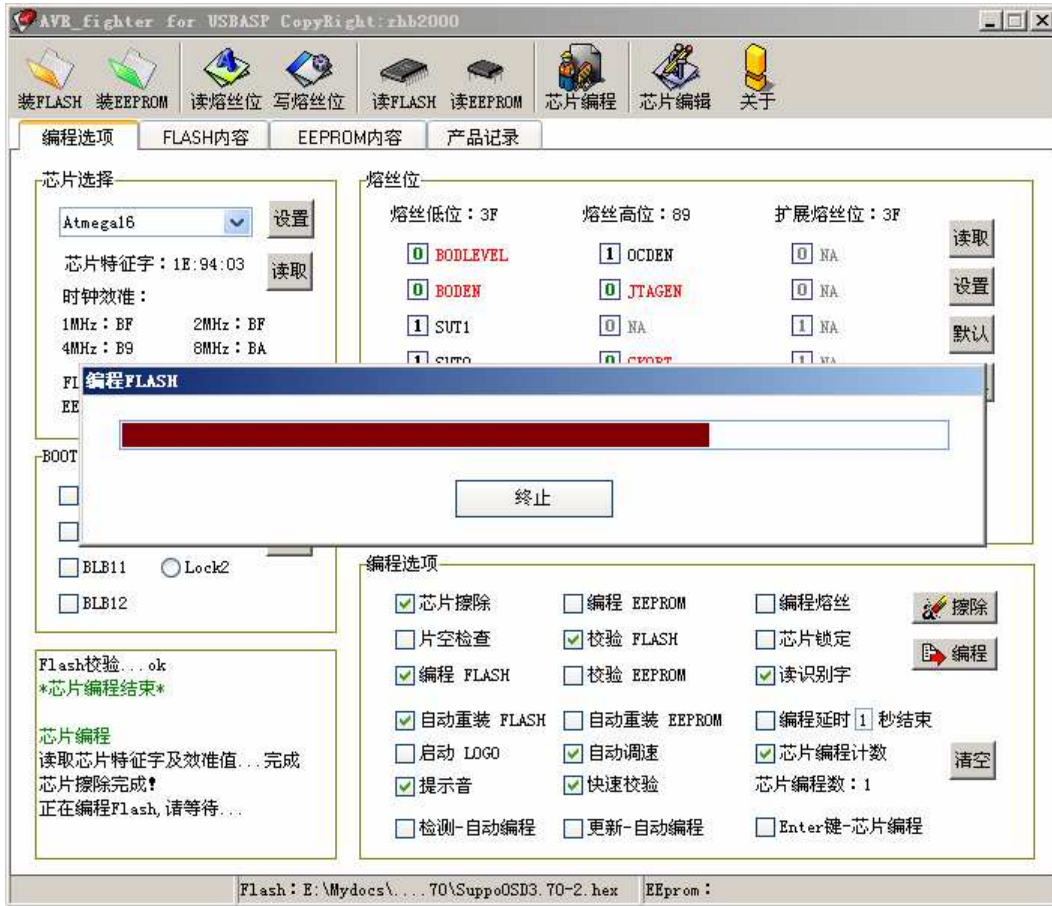 AVR_fighter for USBASP CopyRight:zhb2000
装FLASH 装EEPROM 读熔丝位 写熔丝位 读FLASH 读EEPROM 芯片编程 芯片编辑 关于
编程选项 FLASH内容 EEPROM内容 产品记录
芯片选择
Atmega16 设置
芯片特征字：1E:94:03 读取
时钟效准：
1MHz：BF 2MHz：BF
4MHz：B9 8MHz：BA
FL
EE
熔丝位
熔丝低位：3F 熔丝高位：89 扩展熔丝位：3F
0 BODLEVEL 1 OCDEN 0 NA 读取
0 BODEN 0 JTAGEN 0 NA 设置
1 SUT1 0 NA 1 NA 默认
编程FLASH
终止
BOOT
BLB11 Lock2
BLB12
编程选项
芯片擦除 编程 EEPROM 编程熔丝 擦除
片空检查 校验 FLASH 芯片锁定 编程
编程 FLASH 校验 EEPROM 读识别字
自动重装 FLASH 自动重装 EEPROM 编程延时 1 秒结束
启动 LOGO 自动调速 芯片编程计数 清空
提示音 快速校验 芯片编程数：1
检测-自动编程 更新-自动编程 Enter键-芯片编程
Flash校验...ok
*芯片编程结束*
芯片编程
读取芯片特征字及效准值...完成
芯片擦除完成!
正在编程Flash,请等待...
Flash：E:\Mydocs\....70\SuppoOSD3.70-2.hex EEprom：